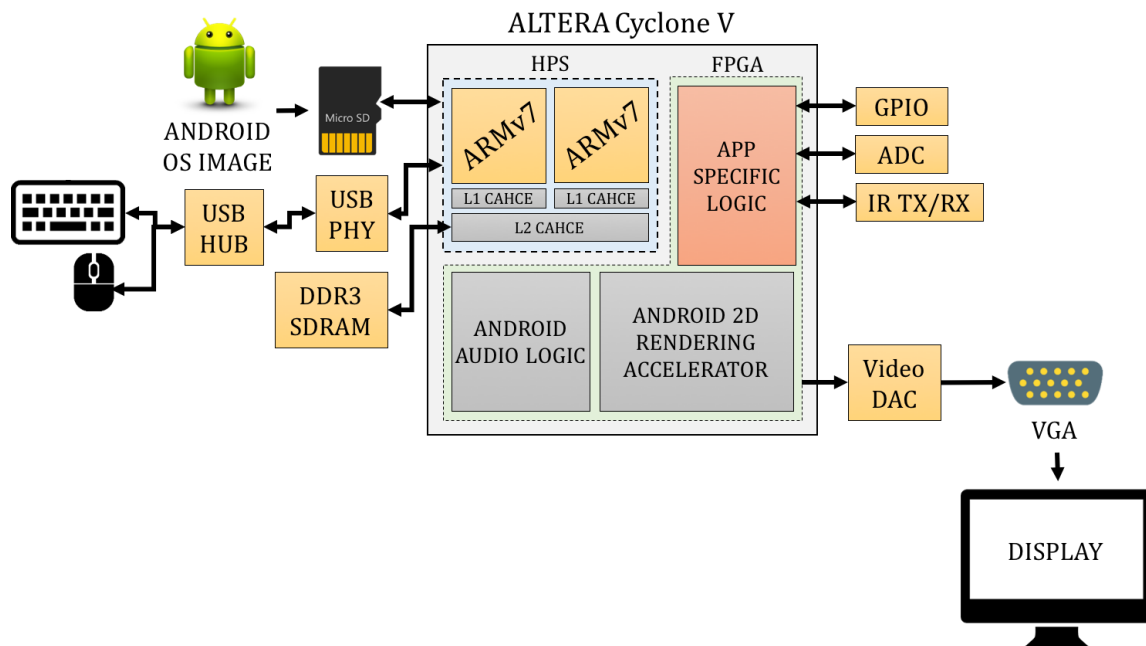 ALTERA Cyclone V
HPS
FPGA
ANDROID
OS IMAGE
Micro SD
ARMv7
ARMv7
L1 CAHCE
L1 CAHCE
L2 CAHCE
APP
SPECIFIC
LOGIC
GPIO
ADC
IR TX/RX
USB
HUB
USB
PHY
DDR3
SDRAM
ANDROID
AUDIO LOGIC
ANDROID 2D
RENDERING
ACCELERATOR
Video
DAC
VGA
DISPLAY